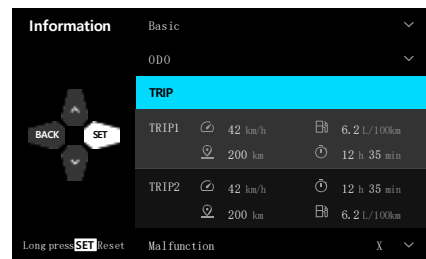 Information
Basic
ODO
TRIP
BACK
SET
TRIP1 42 km/h 6.2 L/100km
200 km 12 h 35 min
TRIP2 42 km/h 12 h 35 min
200 km 6.2 L/100km
Long press SET Reset
Malfunction X